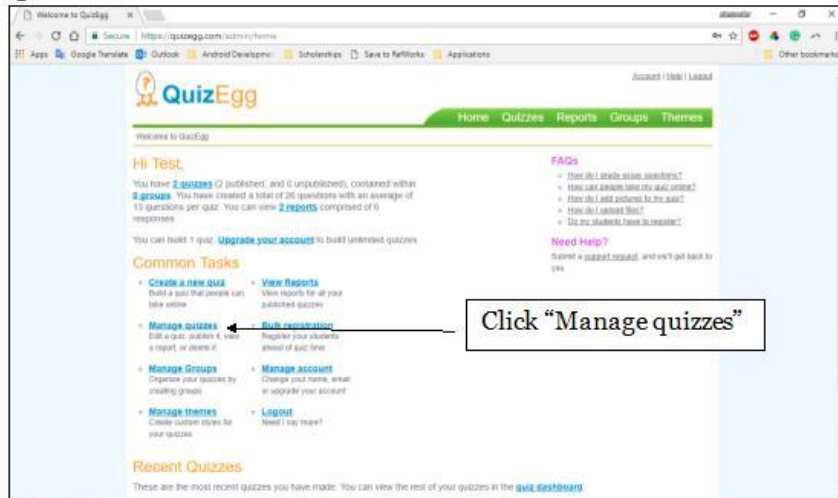 Welcome to QuizEgg
Secure | https://quizegg.com/admin/home
Apps Google Translate Outlook Android Developme Scholarships Save to RefWorks Applications Other bookmarks
QuizEgg
Account | Help | Logout
Home Quizzes Reports Groups Themes
Welcome to QuizEgg
Hi Test,
You have 2 quizzes (2 published, and 0 unpublished), contained within
groups. You have created a total of 26 questions with an average of
13 questions per quiz. You can view 2 reports comprised of 6
responses
You can build 1 quiz. Upgrade your account to build unlimited quizzes
FAQs
How do I grade essay questions?
How can people take my quiz online?
How do I add pictures to my quiz?
How do I upload files?
Do my students have to register?
Need Help?
Submit a support request, and we'll get back to
you
Common Tasks
Create a new quiz
Build a quiz that people can
take online
View Reports
View reports for all your
published quizzes
Manage quizzes
Edit a quiz, publish it, view
a report, or delete it
Bulk registration
Register your students
ahead of quiz time
Click “Manage quizzes”
Manage Groups
Organize your quizzes by
creating groups
Manage account
Change your name, email
or upgrade your account
Manage themes
Create custom styles for
your quizzes
Logout
Need I say more?
Recent Quizzes
These are the most recent quizzes you have made. You can view the rest of your quizzes in the quiz dashboard